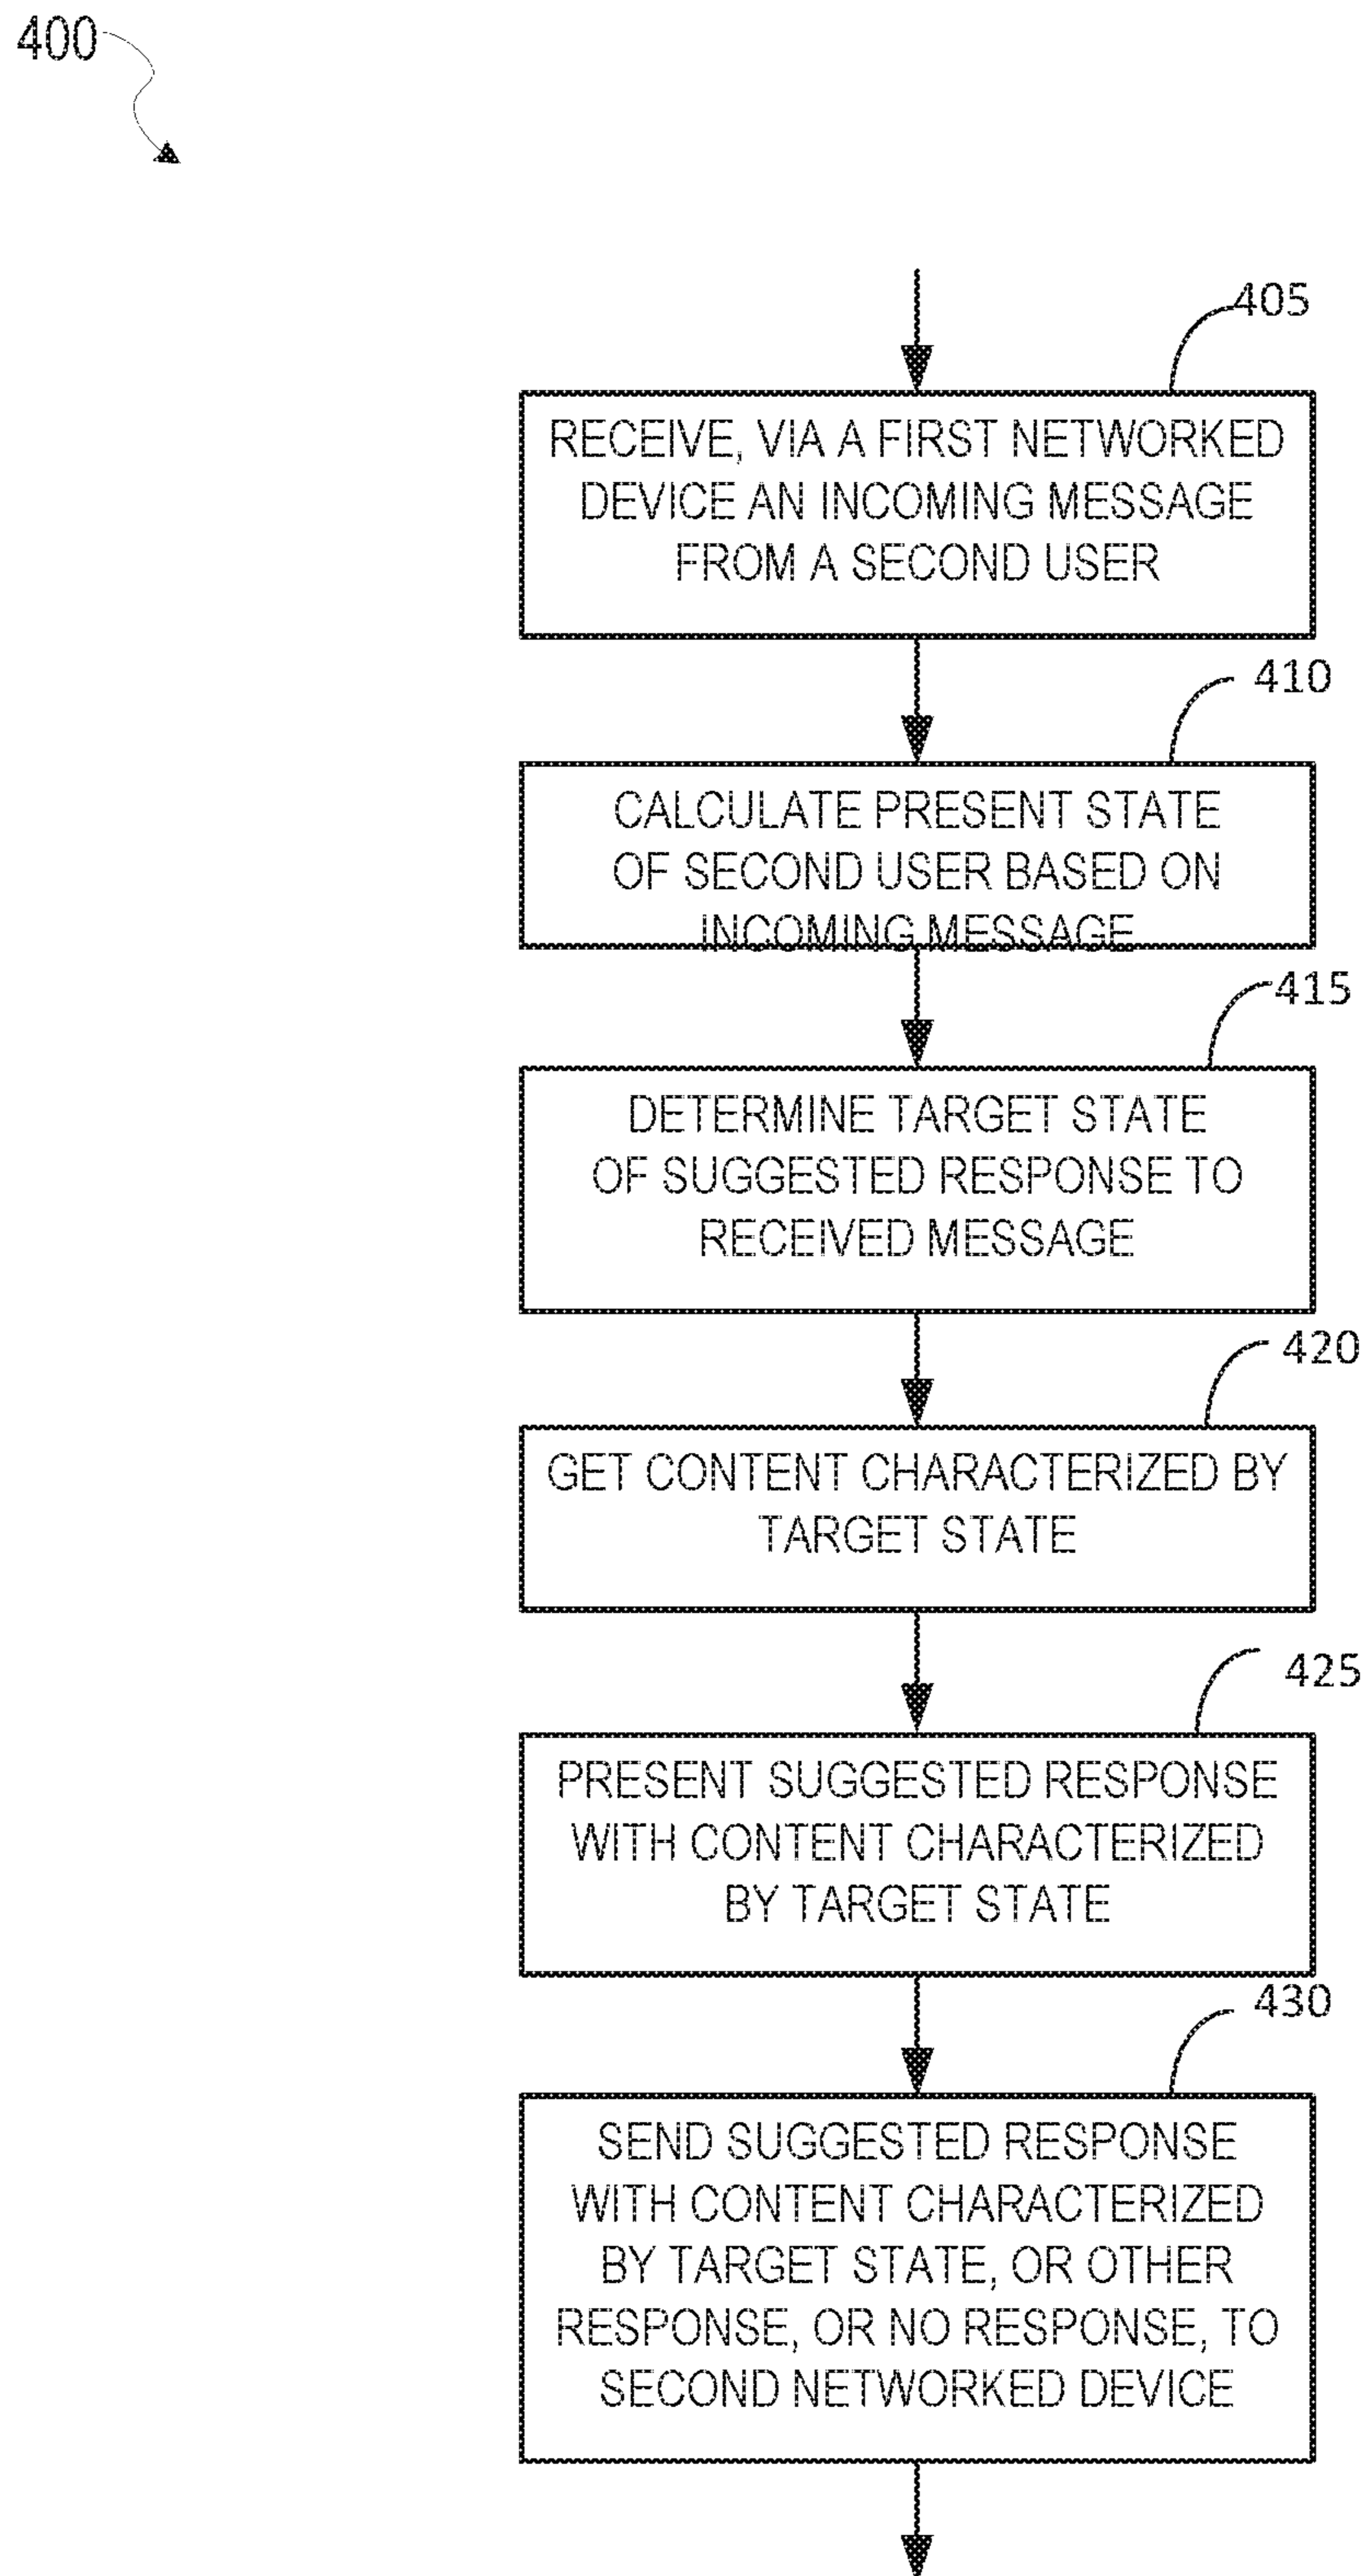 400
405
RECEIVE, VIA A FIRST NETWORKED
DEVICE AN INCOMING MESSAGE
FROM A SECOND USER
410
CALCULATE PRESENT STATE
OF SECOND USER BASED ON
INCOMING MESSAGE
415
DETERMINE TARGET STATE
OF SUGGESTED RESPONSE TO
RECEIVED MESSAGE
420
GET CONTENT CHARACTERIZED BY
TARGET STATE
425
PRESENT SUGGESTED RESPONSE
WITH CONTENT CHARACTERIZED
BY TARGET STATE
430
SEND SUGGESTED RESPONSE
WITH CONTENT CHARACTERIZED
BY TARGET STATE, OR OTHER
RESPONSE, OR NO RESPONSE, TO
SECOND NETWORKED DEVICE